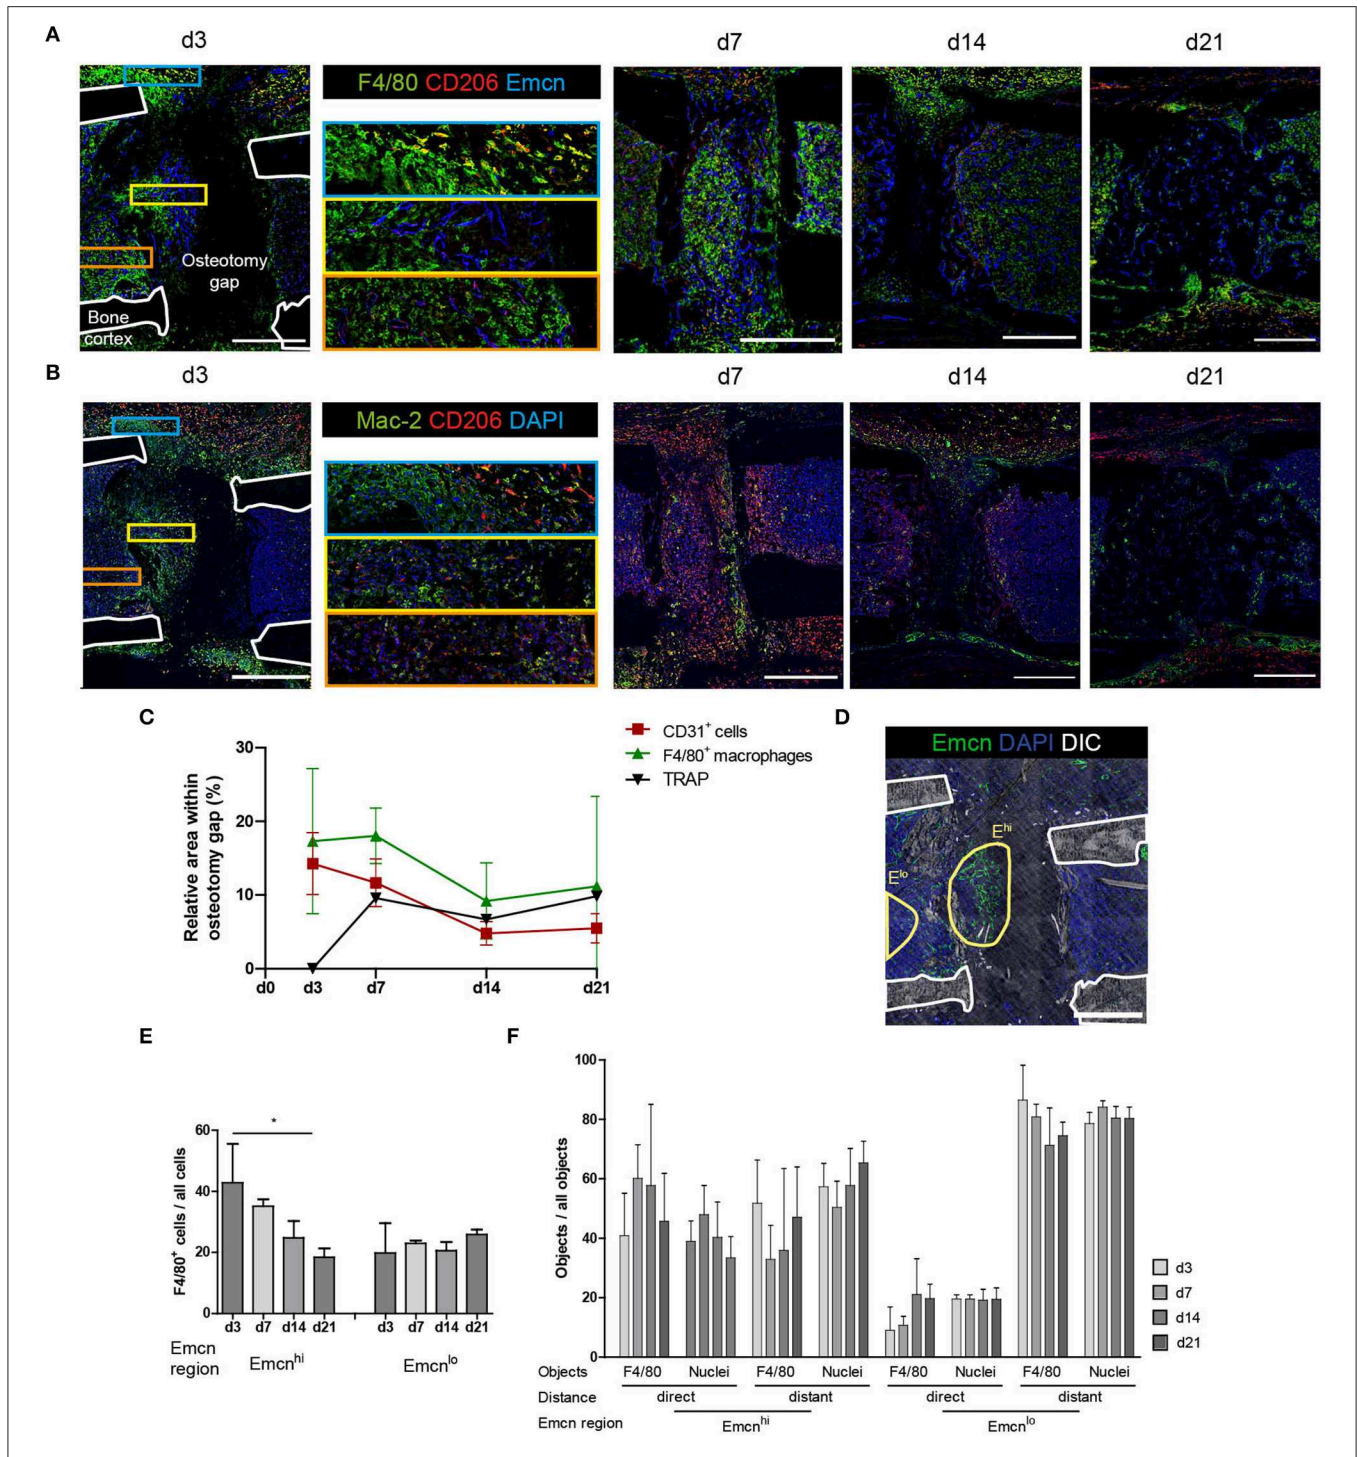 A
d3
F4/80 CD206 Emcn
d7
d14
d21
Osteotomy
gap
Bone
cortex
B
d3
Mac-2 CD206 DAPI
d7
d14
d21
C
Relative area within
osteotomy gap (%)
30
20
10
0
d0 d3 d7 d14 d21
CD31⁺ cells
F4/80⁺ macrophages
TRAP
D
Emcn DAPI DIC
Eʰⁱ
Eˡᵒ
E
F4/80⁺ cells / all cells
60
40
20
0
d3 d7 d14 d21 d3 d7 d14 d21
Emcn
region
Emcnʰⁱ
Emcnˡᵒ
F
Objects / all objects
100
80
60
40
20
0
Objects F4/80 Nuclei F4/80 Nuclei F4/80 Nuclei F4/80 Nuclei
Distance direct distant direct distant
Emcn region Emcnʰⁱ Emcnˡᵒ
d3
d7
d14
d21